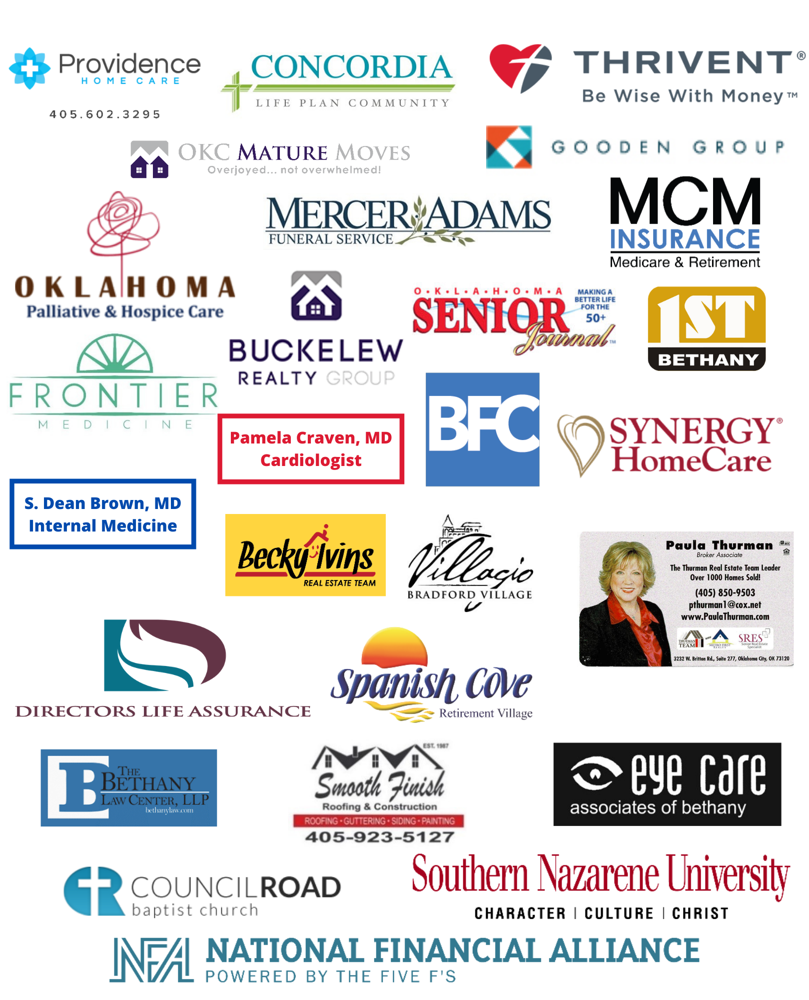 Providence
HOME CARE
405.602.3295
CONCORDIA
LIFE PLAN COMMUNITY
THRIVENT®
Be Wise With Money™
OKC MATURE MOVES
Overjoyed... not overwhelmed!
GOODEN GROUP
OKLAHOMA
Palliative & Hospice Care
MERCER ADAMS
FUNERAL SERVICE
MCM
INSURANCE
Medicare & Retirement
BUCKELEW
REALTY GROUP
O•K•L•A•H•O•M•A
SENIOR
Journal™
MAKING A
BETTER LIFE
FOR THE
50+
1ST
BETHANY
FRONTIER
MEDICINE
Pamela Craven, MD
Cardiologist
BFC
SYNERGY®
HomeCare
S. Dean Brown, MD
Internal Medicine
Becky Ivins
REAL ESTATE TEAM
Villagio
BRADFORD VILLAGE
Paula Thurman
Broker Associate
The Thurman Real Estate Team Leader
Over 1000 Homes Sold!
(405) 850-9503
pthurman1@cox.net
www.PaulaThurman.com
THURMAN
TEAM
WITH
METRO FIRST
REALTY
SRES
Senior Real Estate
Specialist
3232 W. Britton Rd., Suite 277, Oklahoma City, OK 73120
DIRECTORS LIFE ASSURANCE
Spanish Cove
Retirement Village
B
THE
BETHANY
LAW CENTER, LLP
bethanylaw.com
EST. 1987
Smooth Finish
Roofing & Construction
ROOFING • GUTTERING • SIDING • PAINTING
405-923-5127
eye care
associates of bethany
CR
COUNCILROAD
baptist church
Southern Nazarene University
CHARACTER | CULTURE | CHRIST
NFA
NATIONAL FINANCIAL ALLIANCE
POWERED BY THE FIVE F'S